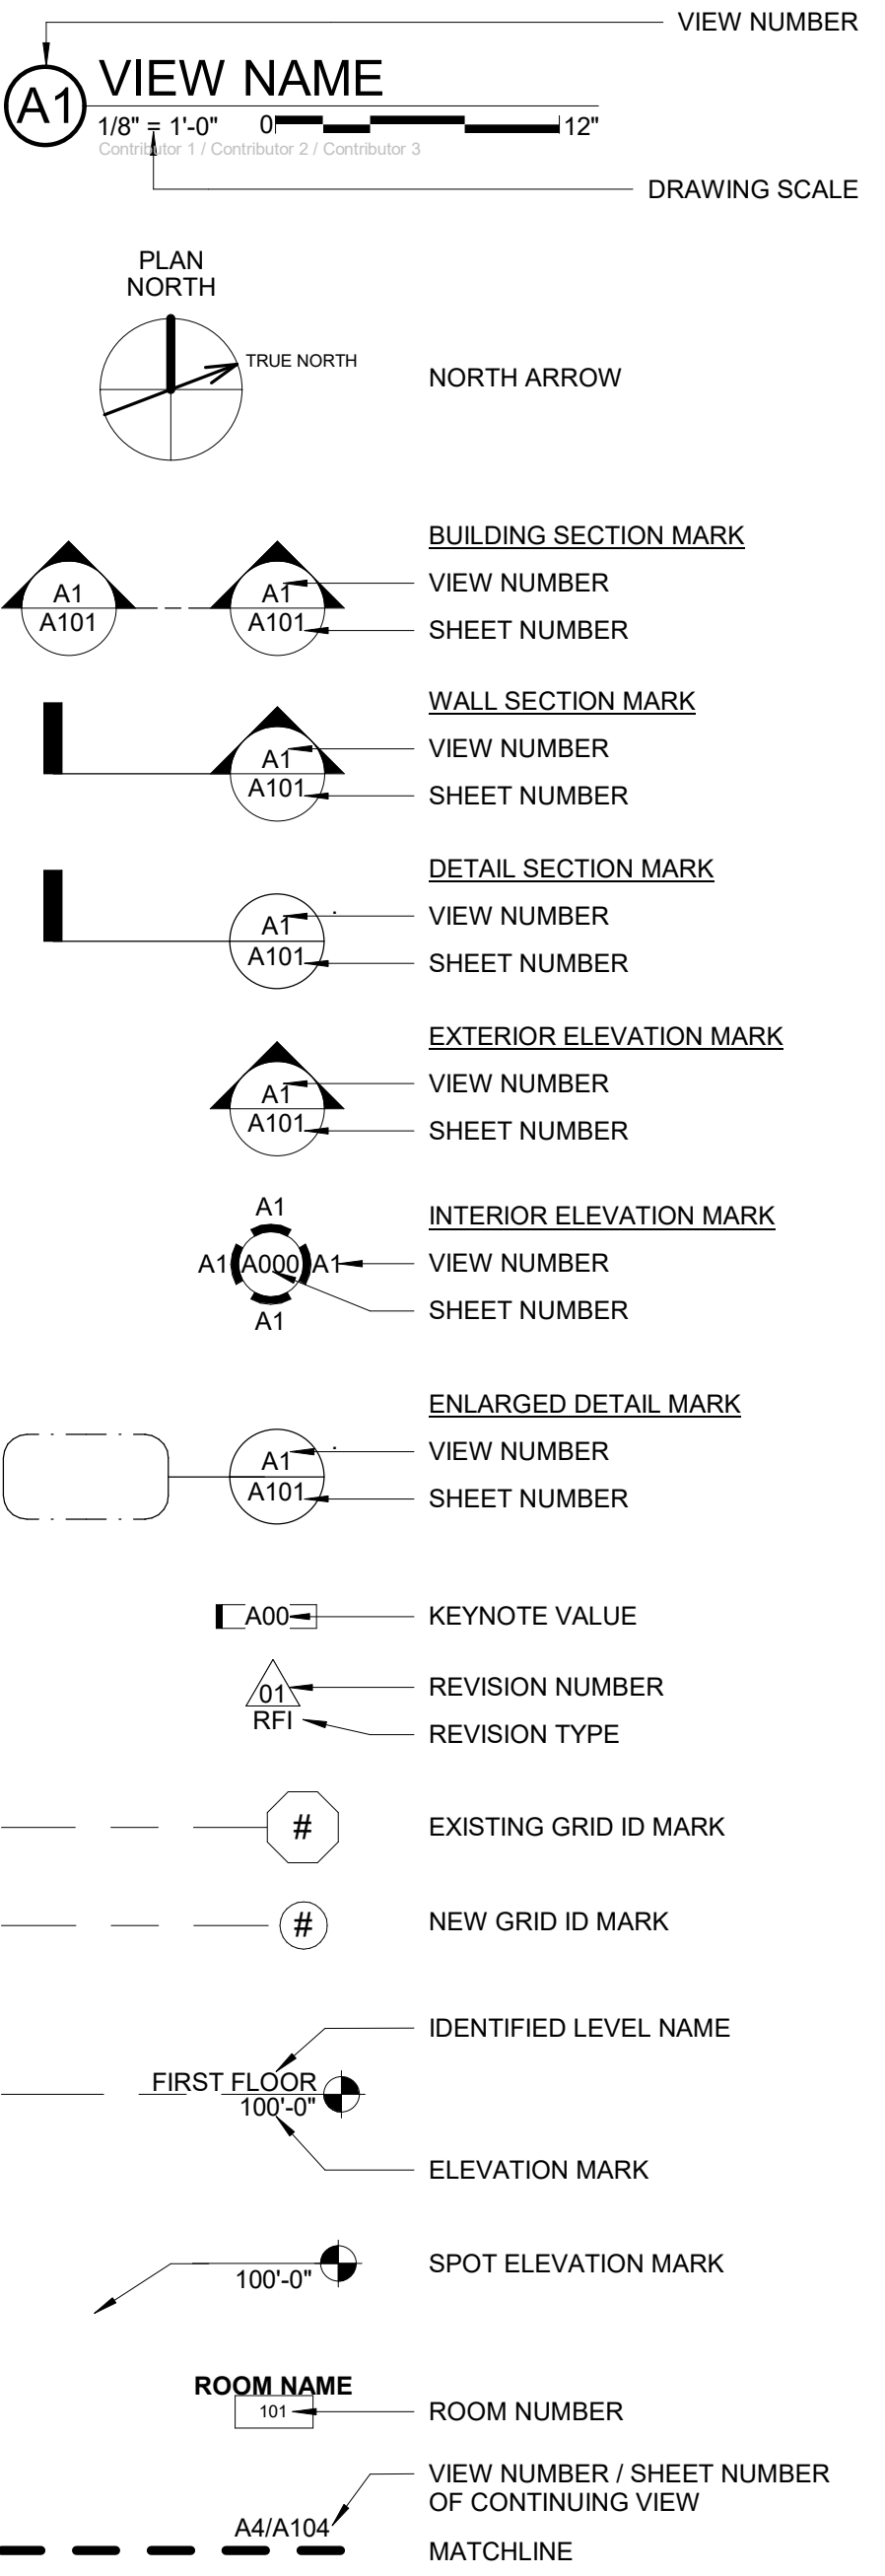 VIEW NUMBER
A1 VIEW NAME
1/8" = 1'-0" 0 12"
Contributor 1 / Contributor 2 / Contributor 3
DRAWING SCALE
PLAN
NORTH
TRUE NORTH
NORTH ARROW
BUILDING SECTION MARK
A1 A1 VIEW NUMBER
A101 A101 SHEET NUMBER
WALL SECTION MARK
A1 VIEW NUMBER
A101 SHEET NUMBER
DETAIL SECTION MARK
A1 VIEW NUMBER
A101 SHEET NUMBER
EXTERIOR ELEVATION MARK
A1 VIEW NUMBER
A101 SHEET NUMBER
A1 INTERIOR ELEVATION MARK
A1 A000 A1 VIEW NUMBER
A1 SHEET NUMBER
ENLARGED DETAIL MARK
A1 VIEW NUMBER
A101 SHEET NUMBER
A00 KEYNOTE VALUE
01 REVISION NUMBER
RFI REVISION TYPE
# EXISTING GRID ID MARK
# NEW GRID ID MARK
IDENTIFIED LEVEL NAME
FIRST FLOOR
100'-0"
ELEVATION MARK
SPOT ELEVATION MARK
100'-0"
ROOM NAME
101 ROOM NUMBER
VIEW NUMBER / SHEET NUMBER
OF CONTINUING VIEW
A4/A104
MATCHLINE